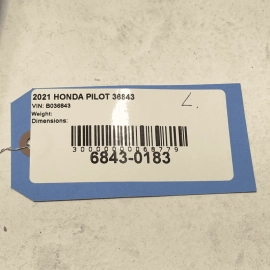 2021 HONDA PILOT 36843
VIN: B036843
Weight:
Dimensions:
L.
3000000068779
6843-0183